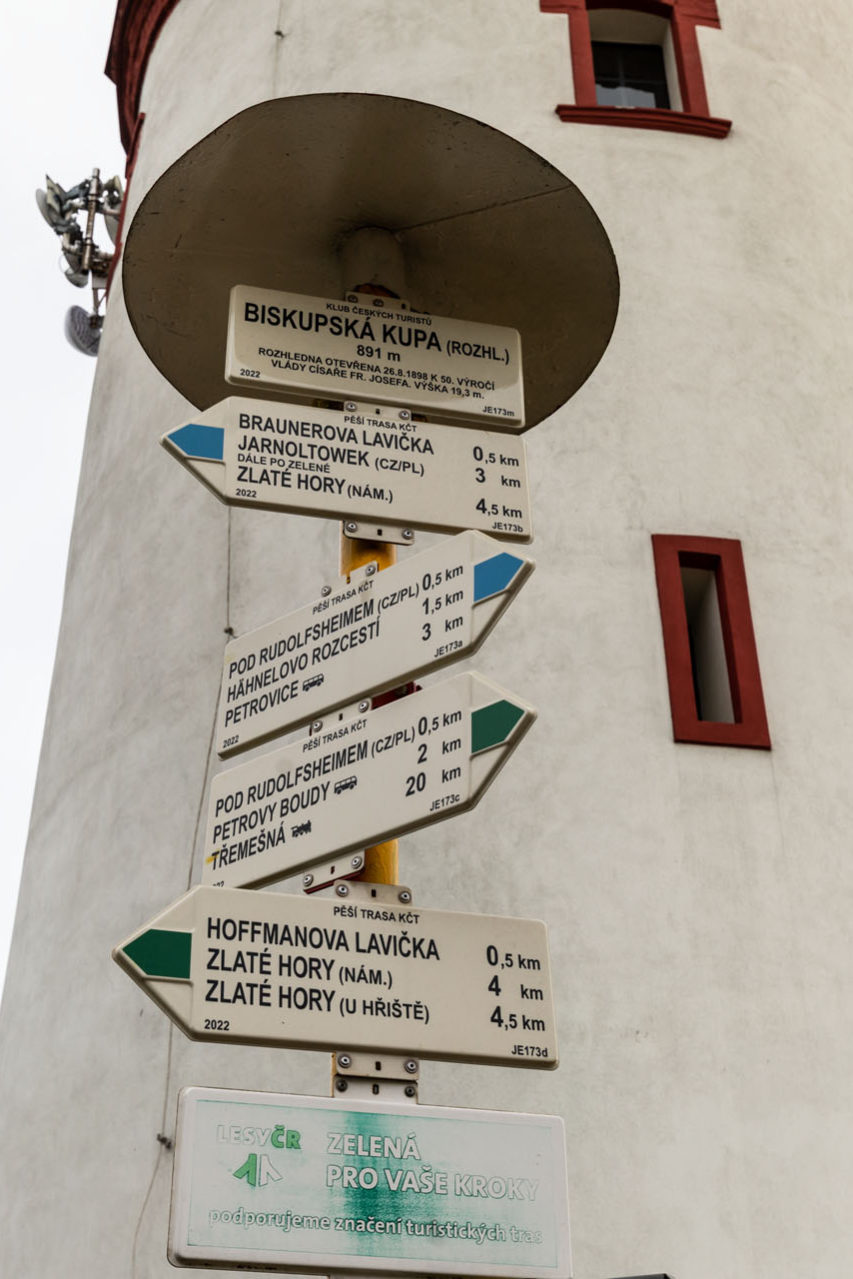 KLUB ČESKÝCH TURISTŮ
BISKUPSKÁ KUPA (ROZHL.)
891 m
ROZHLEDNA OTEVŘENA 26.8.1898 K 50. VÝROČÍ
VLÁDY CÍSAŘE FR. JOSEFA. VÝŠKA 19,3 m.
2022 JE173m
PĚŠÍ TRASA KČT
BRAUNEROVA LAVIČKA 0,5 km
JARNOLTOWEK (CZ/PL) 3 km
DÁLE PO ZELENÉ
ZLATÉ HORY (NÁM.) 4,5 km
2022 JE173b
PĚŠÍ TRASA KČT
POD RUDOLFSHEIMEM (CZ/PL) 0,5 km
HÄHNELOVO ROZCESTÍ 1,5 km
PETROVICE 3 km
2022 JE173a
PĚŠÍ TRASA KČT
POD RUDOLFSHEIMEM (CZ/PL) 0,5 km
PETROVY BOUDY 2 km
TŘEMEŠNÁ 20 km
JE173c
PĚŠÍ TRASA KČT
HOFFMANOVA LAVIČKA 0,5 km
ZLATÉ HORY (NÁM.) 4 km
ZLATÉ HORY (U HŘIŠTĚ) 4,5 km
2022 JE173d
LESY ČR
ZELENÁ
PRO VAŠE KROKY
podporujeme značení turistických tras